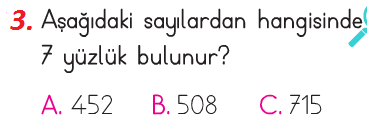 3. Aşağıdaki sayılardan hangisinde
7 yüzlük bulunur?
A. 452 B. 508 C. 715